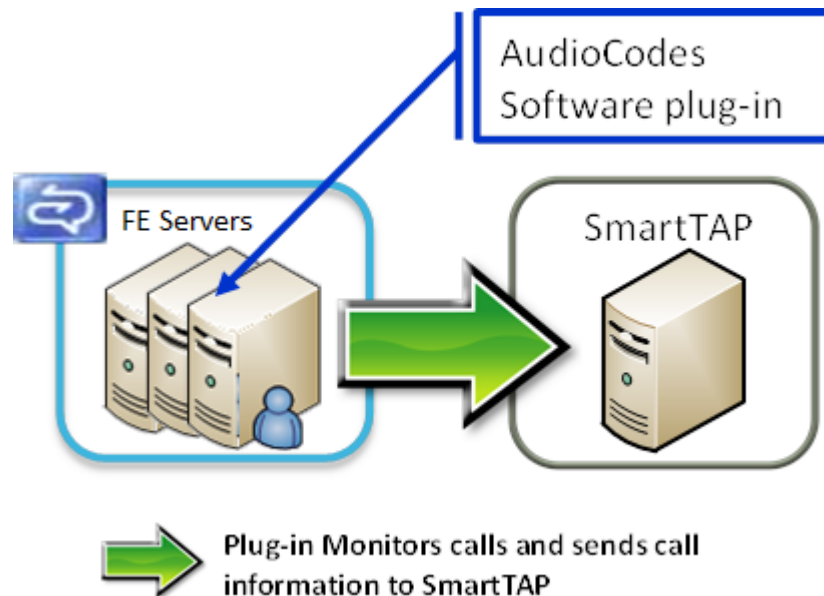 AudioCodes
Software plug-in
FE Servers
SmartTAP
Plug-in Monitors calls and sends call
information to SmartTAP